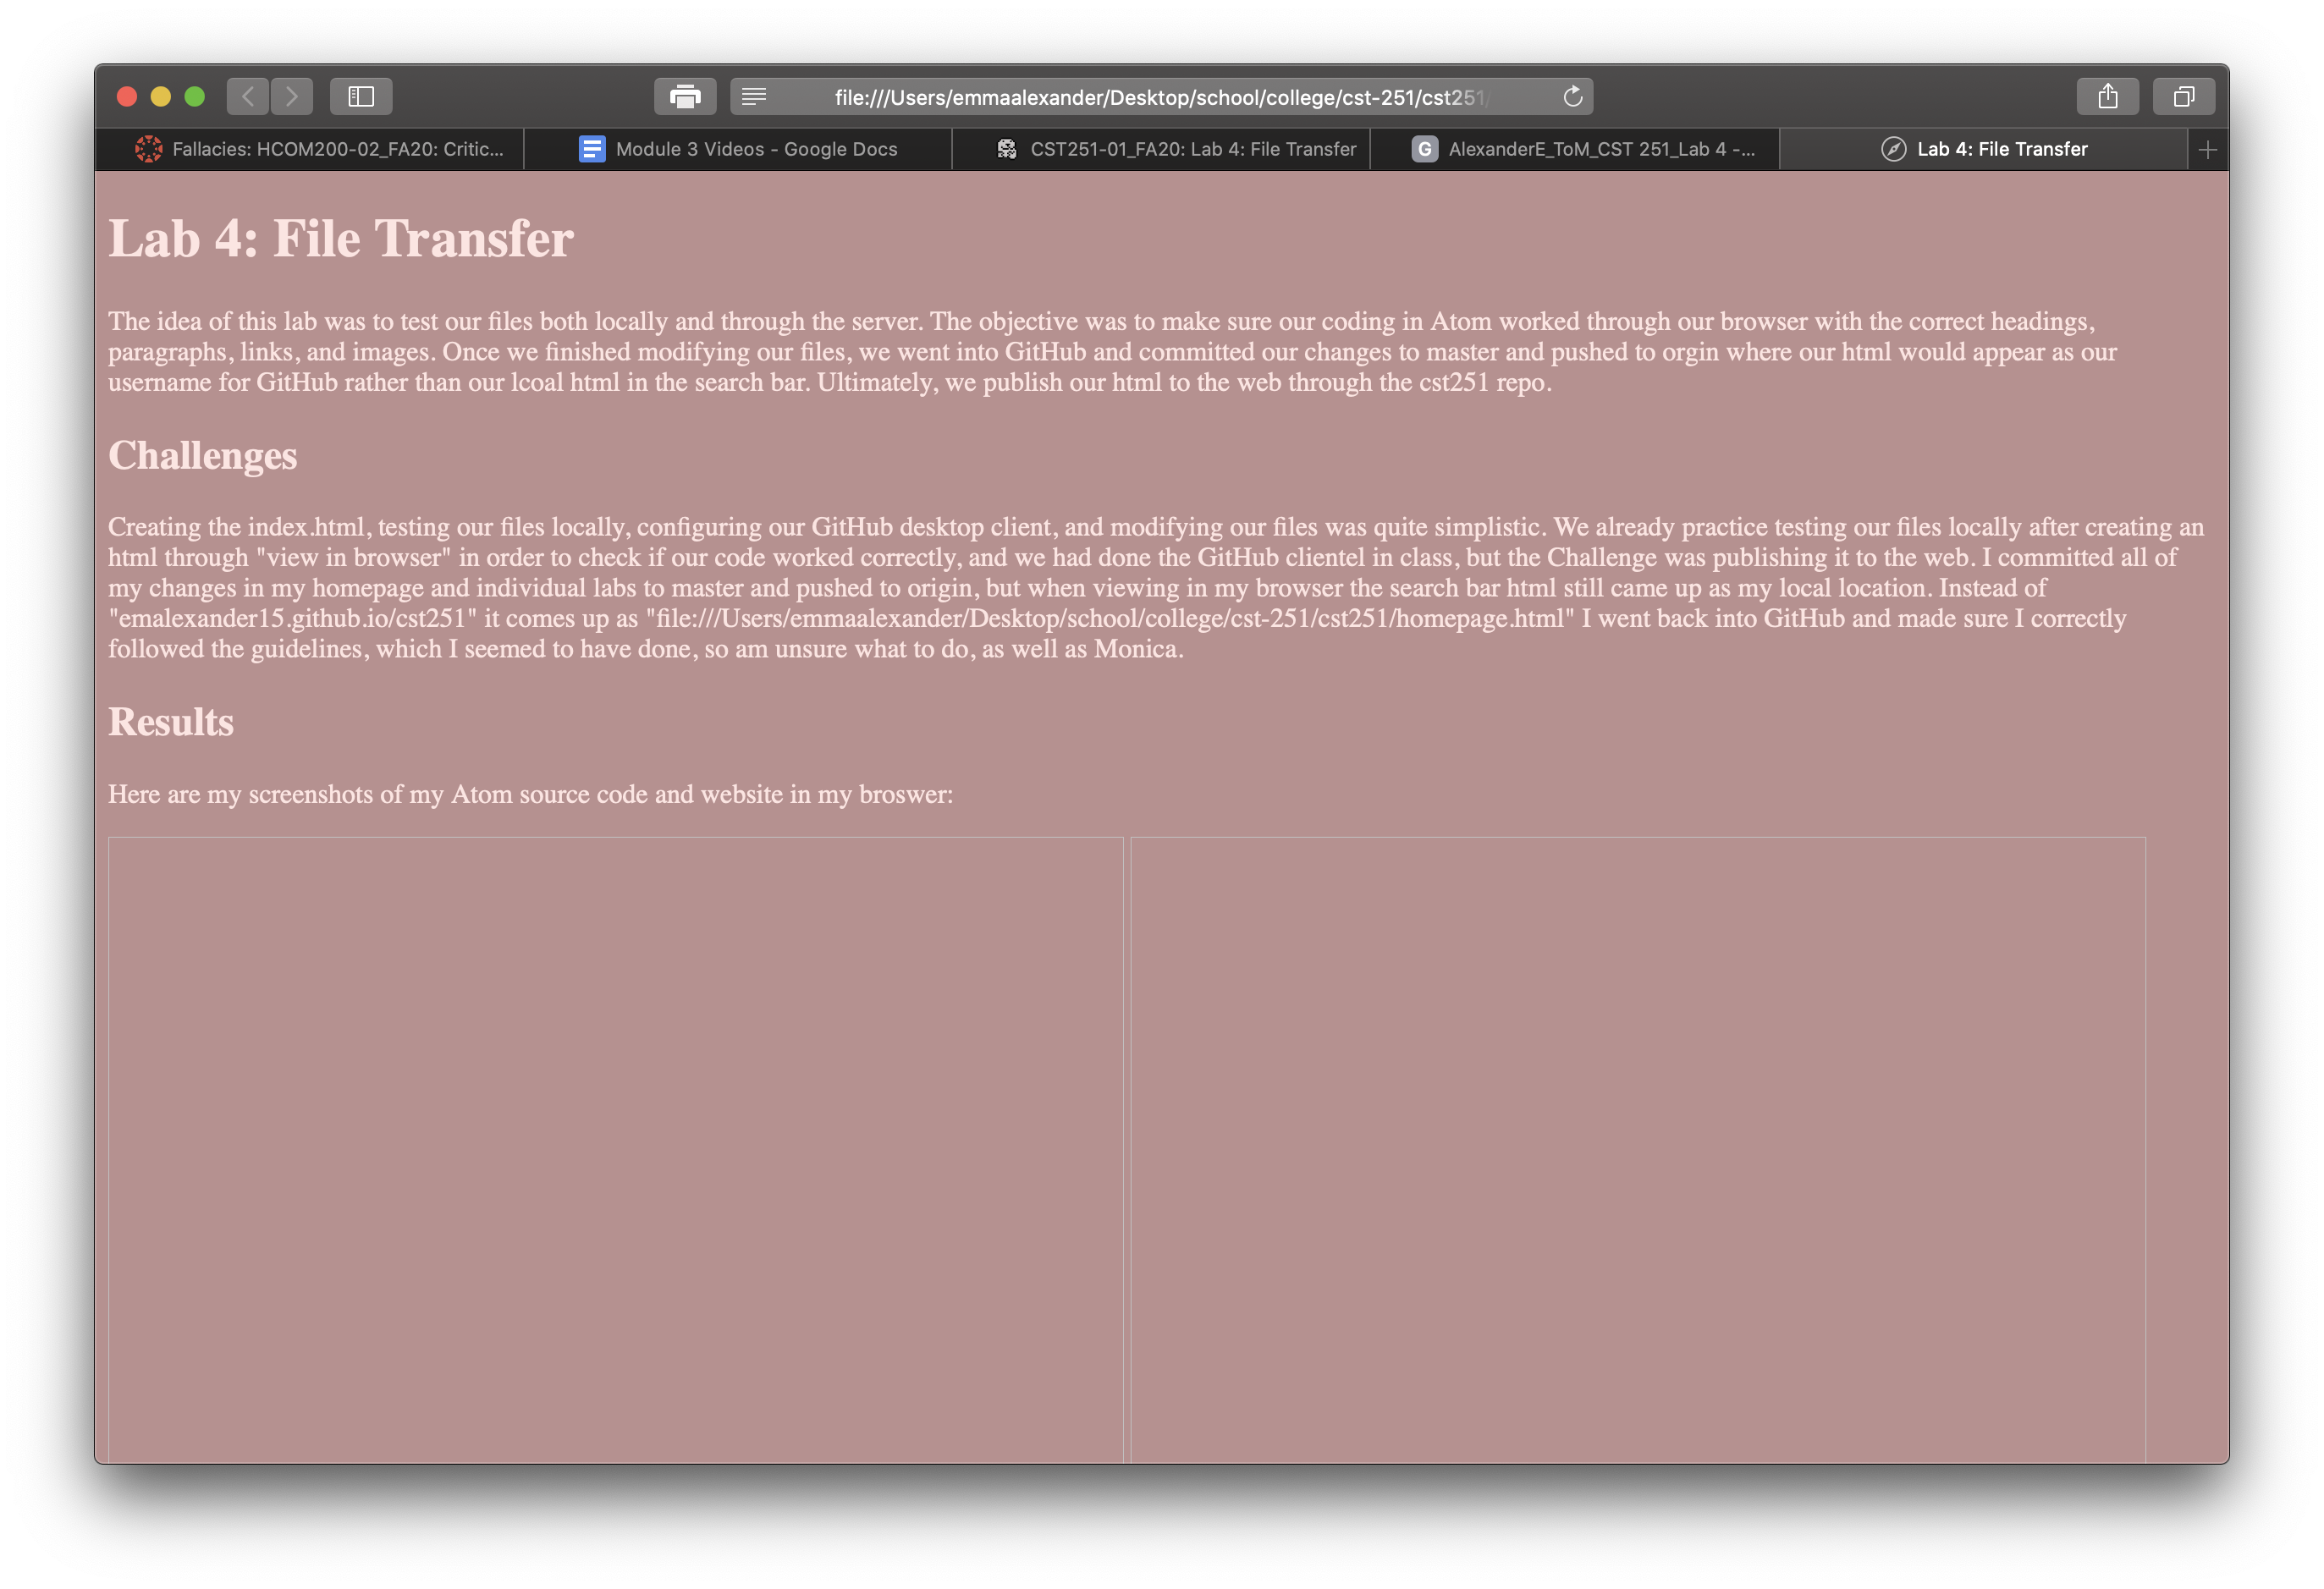 file:///Users/emmaalexander/Desktop/school/college/cst-251/cst251/
Fallacies: HCOM200-02_FA20: Critic...
Module 3 Videos - Google Docs
CST251-01_FA20: Lab 4: File Transfer
G AlexanderE_ToM_CST 251_Lab 4 -...
Lab 4: File Transfer
Lab 4: File Transfer
The idea of this lab was to test our files both locally and through the server. The objective was to make sure our coding in Atom worked through our browser with the correct headings,
paragraphs, links, and images. Once we finished modifying our files, we went into GitHub and committed our changes to master and pushed to orgin where our html would appear as our
username for GitHub rather than our lcoal html in the search bar. Ultimately, we publish our html to the web through the cst251 repo.
Challenges
Creating the index.html, testing our files locally, configuring our GitHub desktop client, and modifying our files was quite simplistic. We already practice testing our files locally after creating an
html through "view in browser" in order to check if our code worked correctly, and we had done the GitHub clientel in class, but the Challenge was publishing it to the web. I committed all of
my changes in my homepage and individual labs to master and pushed to origin, but when viewing in my browser the search bar html still came up as my local location. Instead of
"emalexander15.github.io/cst251" it comes up as "file:///Users/emmaalexander/Desktop/school/college/cst-251/cst251/homepage.html" I went back into GitHub and made sure I correctly
followed the guidelines, which I seemed to have done, so am unsure what to do, as well as Monica.
Results
Here are my screenshots of my Atom source code and website in my broswer: